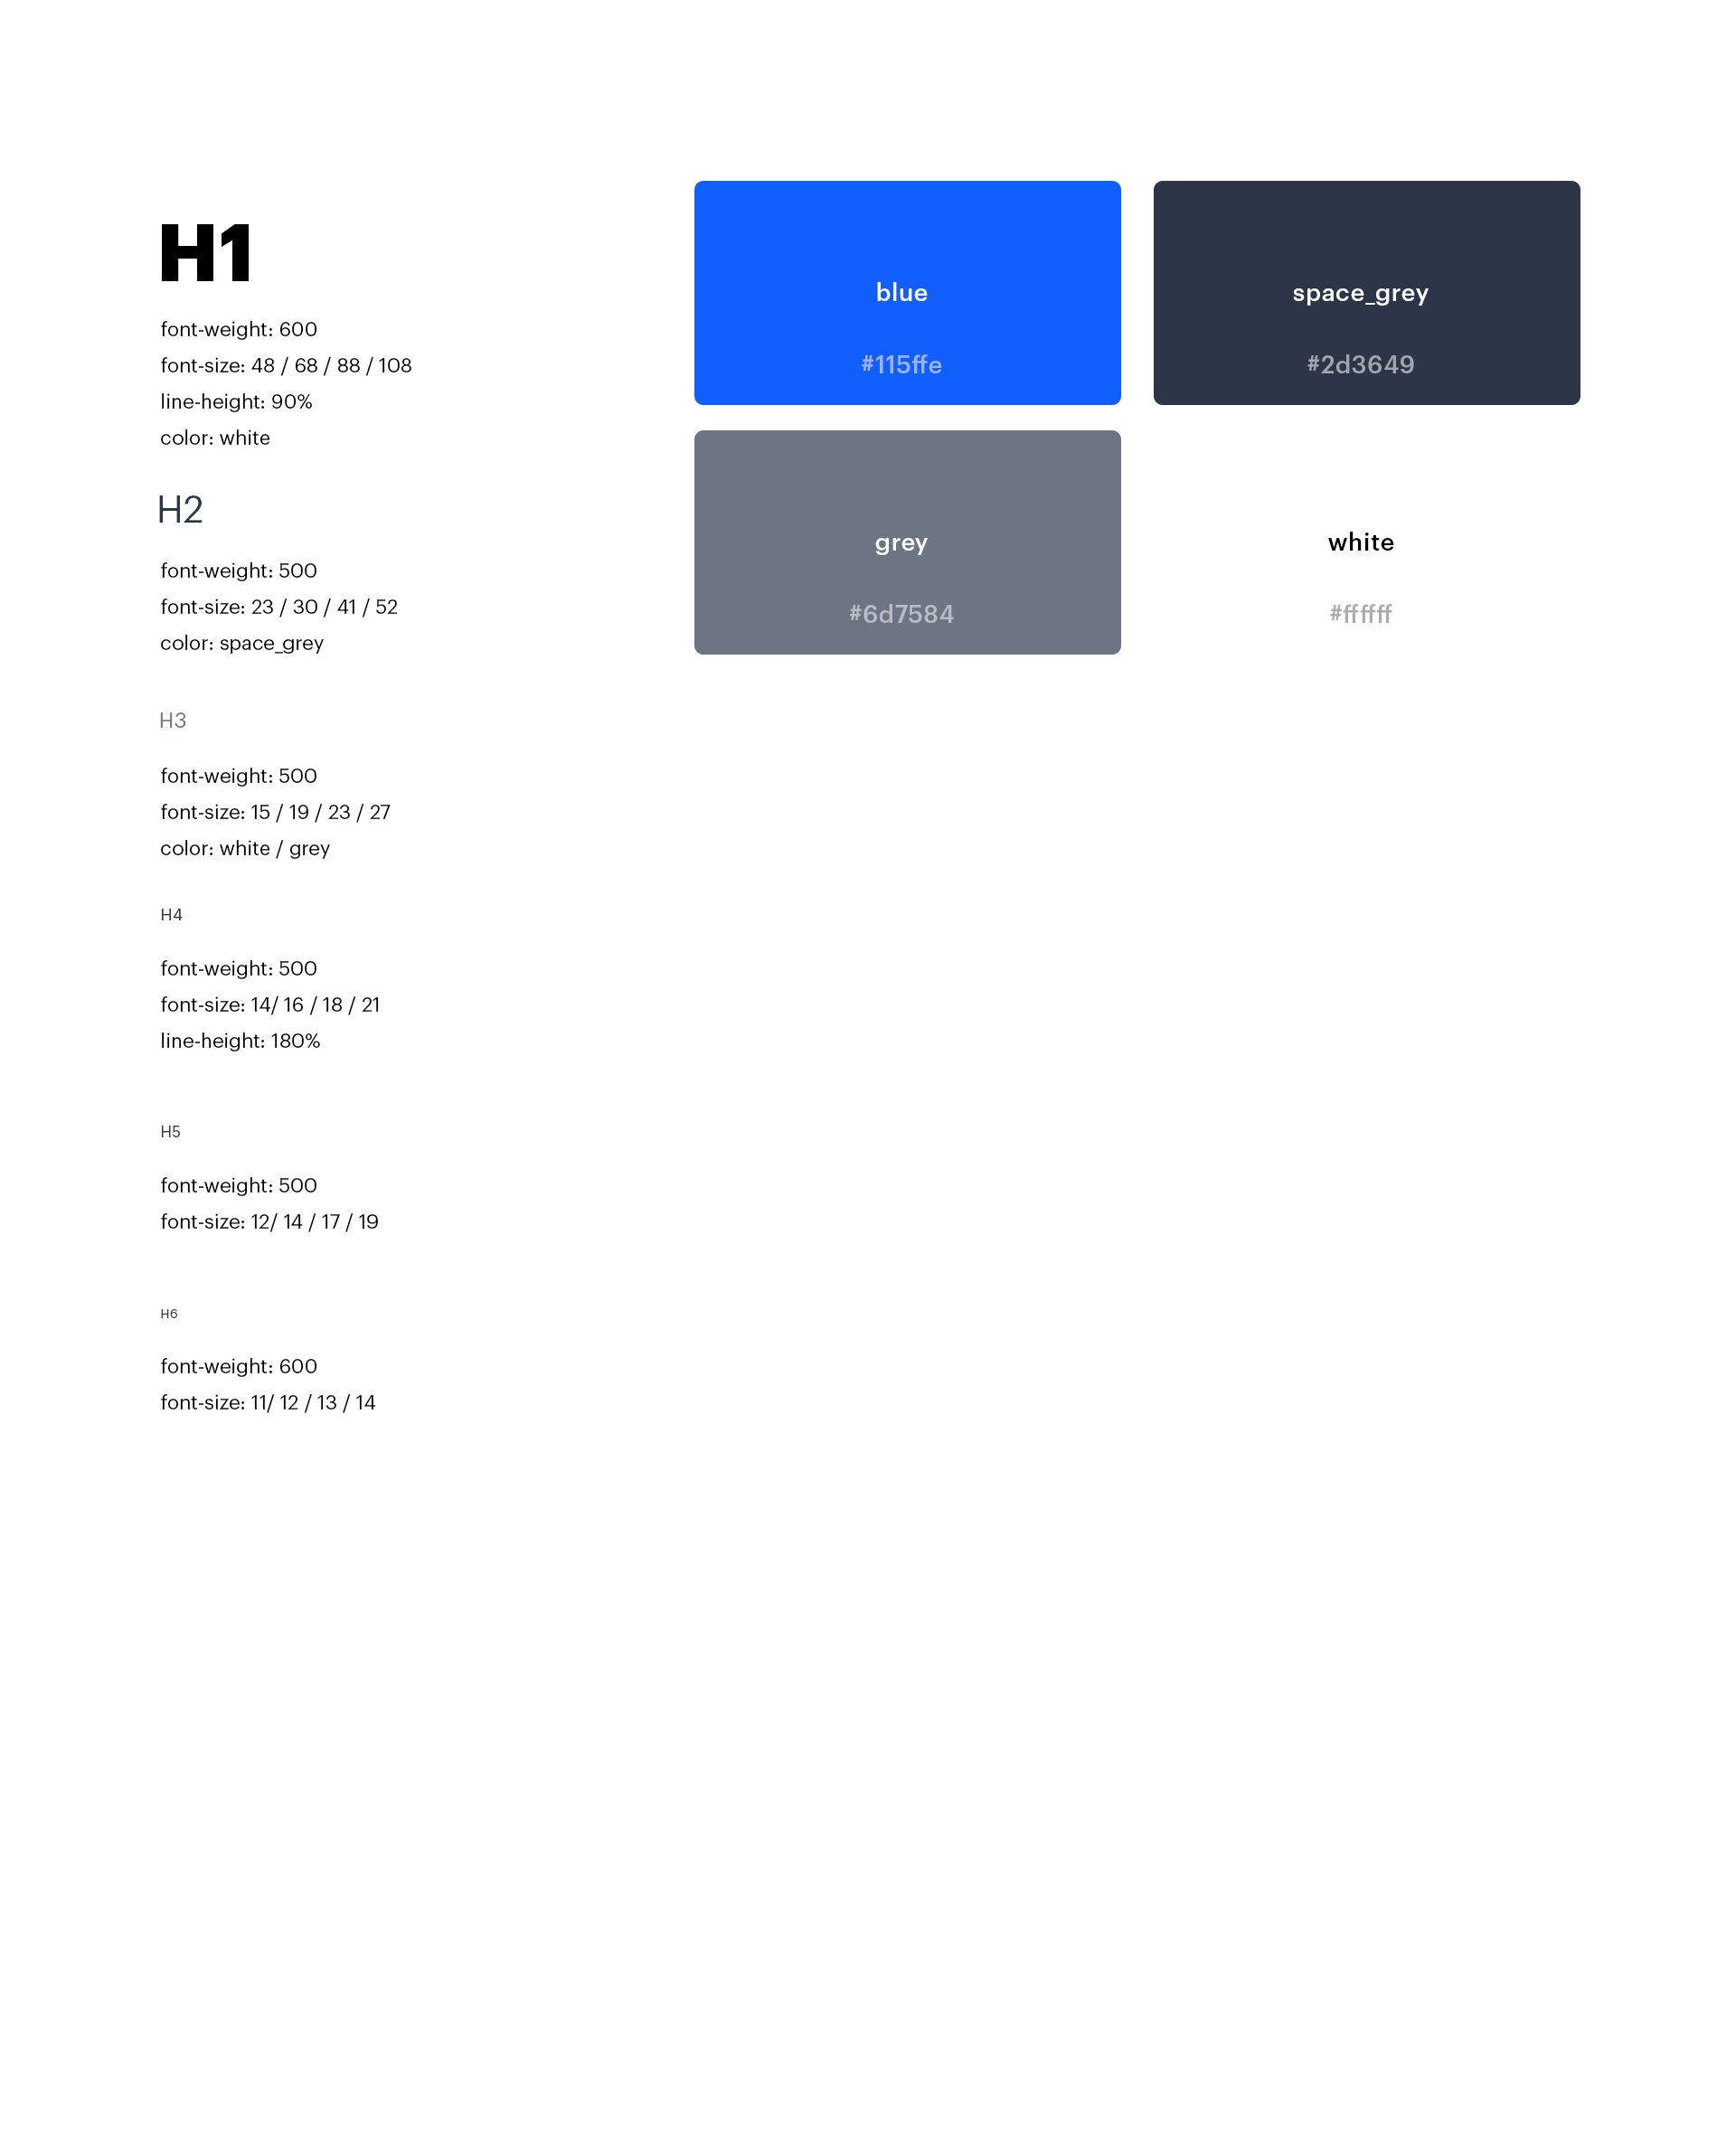 H1
font-weight: 600
font-size: 48 / 68 / 88 / 108
line-height: 90%
color: white
H2
font-weight: 500
font-size: 23 / 30 / 41 / 52
color: space_grey
H3
font-weight: 500
font-size: 15 / 19 / 23 / 27
color: white / grey
H4
font-weight: 500
font-size: 14/ 16 / 18 / 21
line-height: 180%
H5
font-weight: 500
font-size: 12/ 14 / 17 / 19
H6
font-weight: 600
font-size: 11/ 12 / 13 / 14
blue
#115ffe
space_grey
#2d3649
grey
#6d7584
white
#ffffff